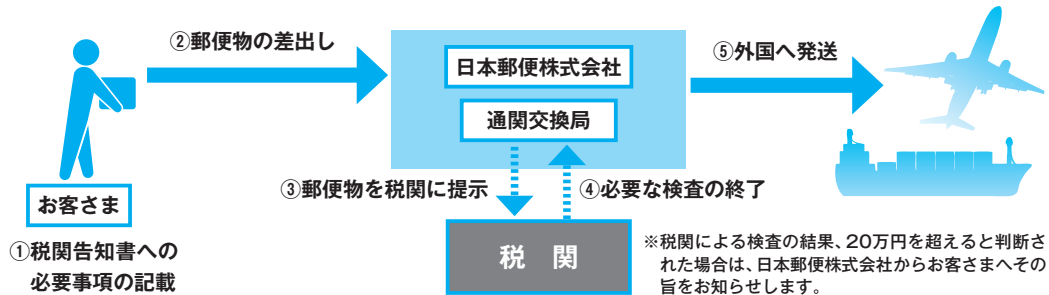 ②郵便物の差出し
日本郵便株式会社
通関交換局
⑤外国へ発送
お客さま
①税関告知書への
必要事項の記載
③郵便物を税関に提示
④必要な検査の終了
税 関
※税関による検査の結果、20万円を超えると判断さ
れた場合は、日本郵便株式会社からお客さまへその
旨をお知らせします。